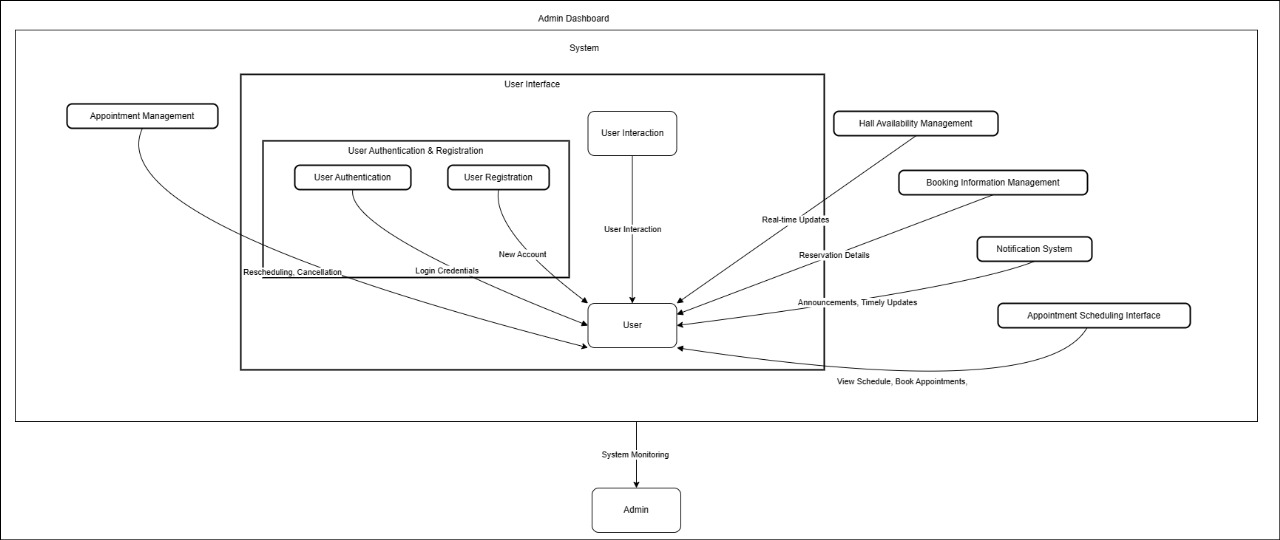 Admin Dashboard
System
User Interface
Appointment Management
User Interaction
Hall Availability Management
User Authentication & Registration
User Authentication
User Registration
Booking Information Management
Real-time Updates
User Interaction
Notification System
New Account
Reservation Details
Rescheduling, Cancellation
Login Credentials
Announcements, Timely Updates
Appointment Scheduling Interface
User
View Schedule, Book Appointments,
System Monitoring
Admin